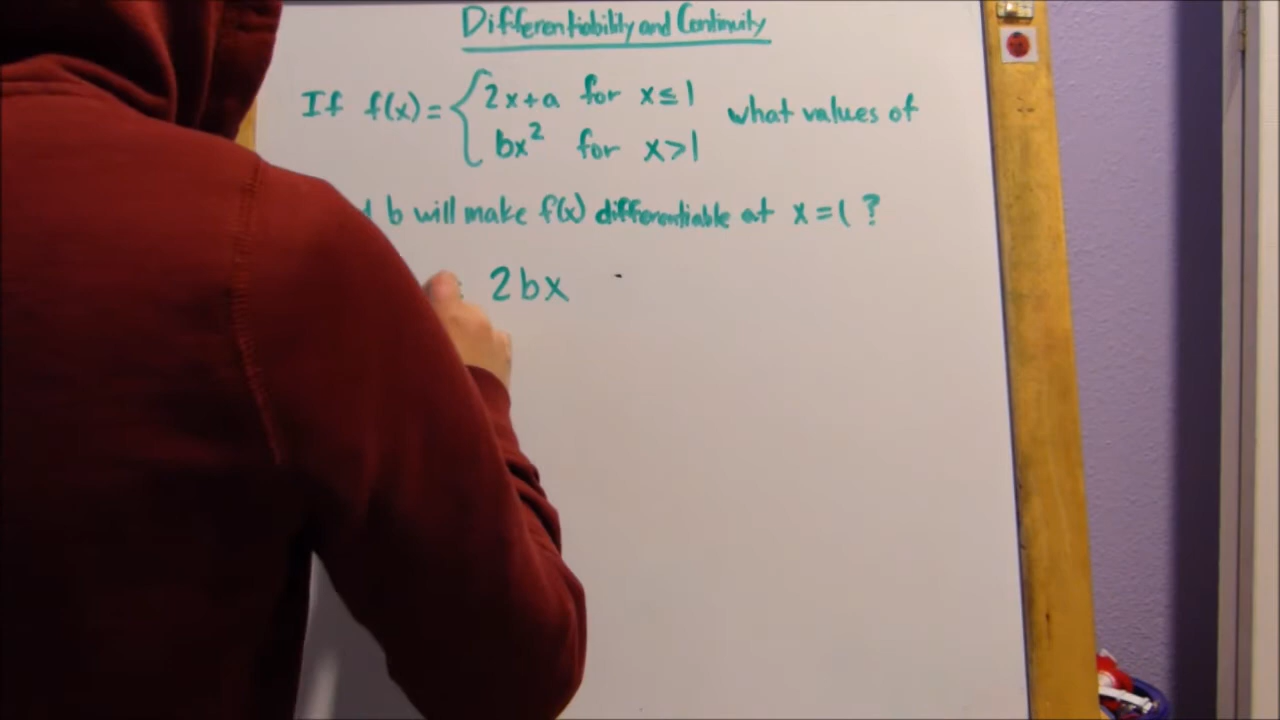 Differentiability and Continuity
If f(x) = { 2x+a for x≤1 what values of
bx² for x>1
b will make f(x) differentiable at x=1?
2bx